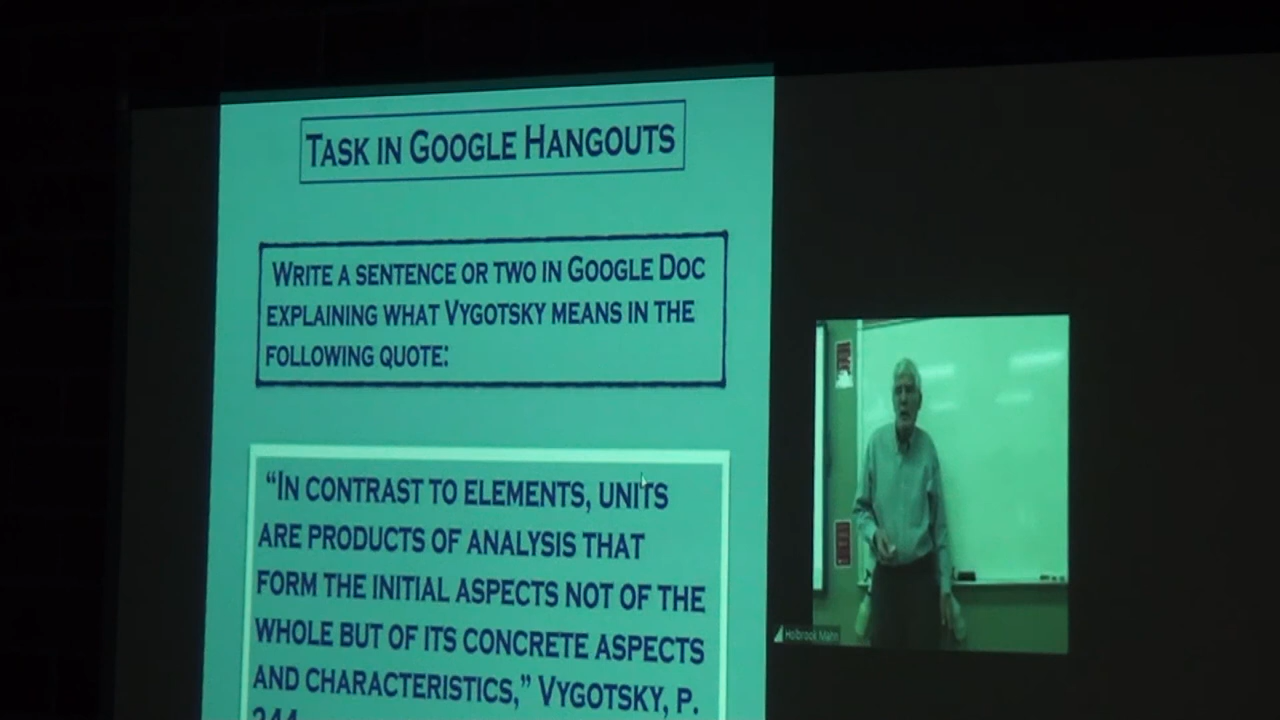 TASK IN GOOGLE HANGOUTS
WRITE A SENTENCE OR TWO IN GOOGLE DOC
EXPLAINING WHAT VYGOTSKY MEANS IN THE
FOLLOWING QUOTE:
“IN CONTRAST TO ELEMENTS, UNITS
ARE PRODUCTS OF ANALYSIS THAT
FORM THE INITIAL ASPECTS NOT OF THE
WHOLE BUT OF ITS CONCRETE ASPECTS
AND CHARACTERISTICS,” VYGOTSKY, P.
244
Holbrook Mahn